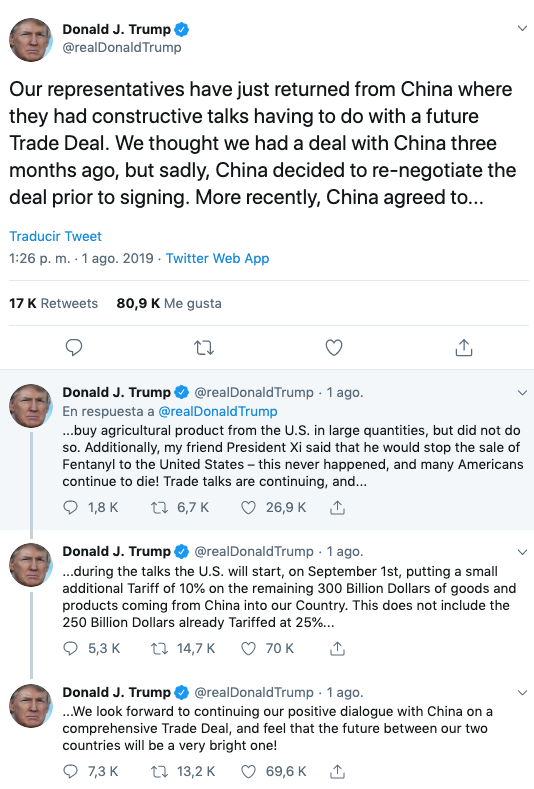 Donald J. Trump
@realDonaldTrump
Our representatives have just returned from China where
they had constructive talks having to do with a future
Trade Deal. We thought we had a deal with China three
months ago, but sadly, China decided to re-negotiate the
deal prior to signing. More recently, China agreed to...
Traducir Tweet
1:26 p. m. · 1 ago. 2019 · Twitter Web App
17 K Retweets 80,9 K Me gusta
Donald J. Trump @realDonaldTrump · 1 ago.
En respuesta a @realDonaldTrump
...buy agricultural product from the U.S. in large quantities, but did not do
so. Additionally, my friend President Xi said that he would stop the sale of
Fentanyl to the United States – this never happened, and many Americans
continue to die! Trade talks are continuing, and...
1,8 K 6,7 K 26,9 K
Donald J. Trump @realDonaldTrump · 1 ago.
...during the talks the U.S. will start, on September 1st, putting a small
additional Tariff of 10% on the remaining 300 Billion Dollars of goods and
products coming from China into our Country. This does not include the
250 Billion Dollars already Tariffed at 25%...
5,3 K 14,7 K 70 K
Donald J. Trump @realDonaldTrump · 1 ago.
...We look forward to continuing our positive dialogue with China on a
comprehensive Trade Deal, and feel that the future between our two
countries will be a very bright one!
7,3 K 13,2 K 69,6 K